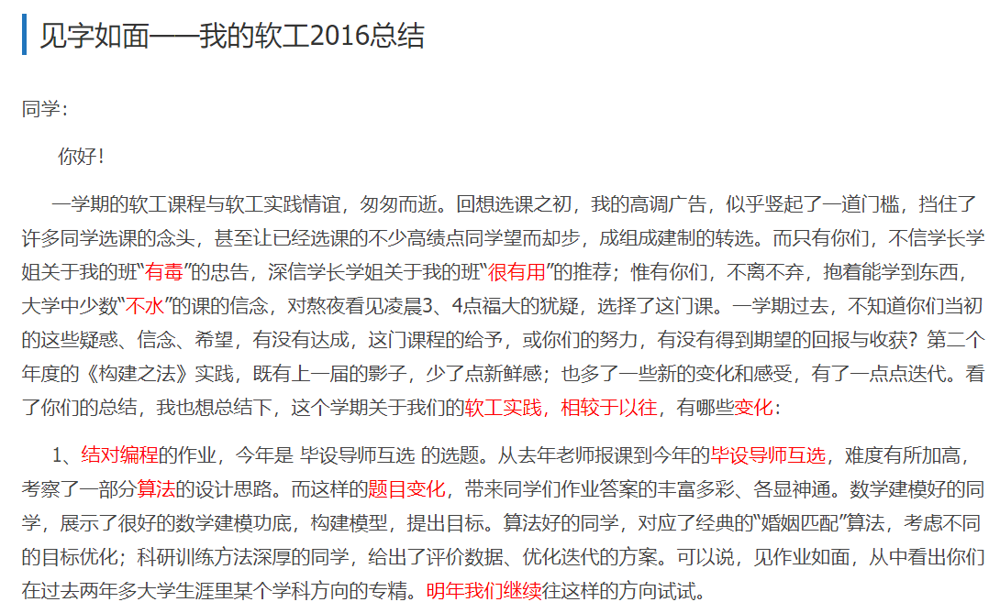 见字如面——我的软工2016总结
同学：
你好！
一学期的软工课程与软工实践情谊，匆匆而逝。回想选课之初，我的高调广告，似乎竖起了一道门槛，挡住了
许多同学选课的念头，甚至让已经选课的不少高绩点同学望而却步，成组成建制的转选。而只有你们，不信学长学
姐关于我的班“有毒”的忠告，深信学长学姐关于我的班“很有用”的推荐；惟有你们，不离不弃，抱着能学到东西，
大学中少数“不水”的课的信念，对熬夜看见凌晨3、4点福大的犹疑，选择了这门课。一学期过去，不知道你们当初
的这些疑惑、信念、希望，有没有达成，这门课程的给予，或你们的努力，有没有得到期望的回报与收获？第二个
年度的《构建之法》实践，既有上一届的影子，少了点新鲜感；也多了一些新的变化和感受，有了一点点迭代。看
了你们的总结，我也想总结下，这个学期关于我们的软工实践，相较于以往，有哪些变化：
1、结对编程的作业，今年是 毕设导师互选 的选题。从去年老师报课到今年的毕设导师互选，难度有所加高，
考察了一部分算法的设计思路。而这样的题目变化，带来同学们作业答案的丰富多彩、各显神通。数学建模好的同
学，展示了很好的数学建模功底，构建模型，提出目标。算法好的同学，对应了经典的“婚姻匹配”算法，考虑不同
的目标优化；科研训练方法深厚的同学，给出了评价数据、优化迭代的方案。可以说，见作业如面，从中看出你们
在过去两年多大学生涯里某个学科方向的专精。明年我们继续往这样的方向试试。